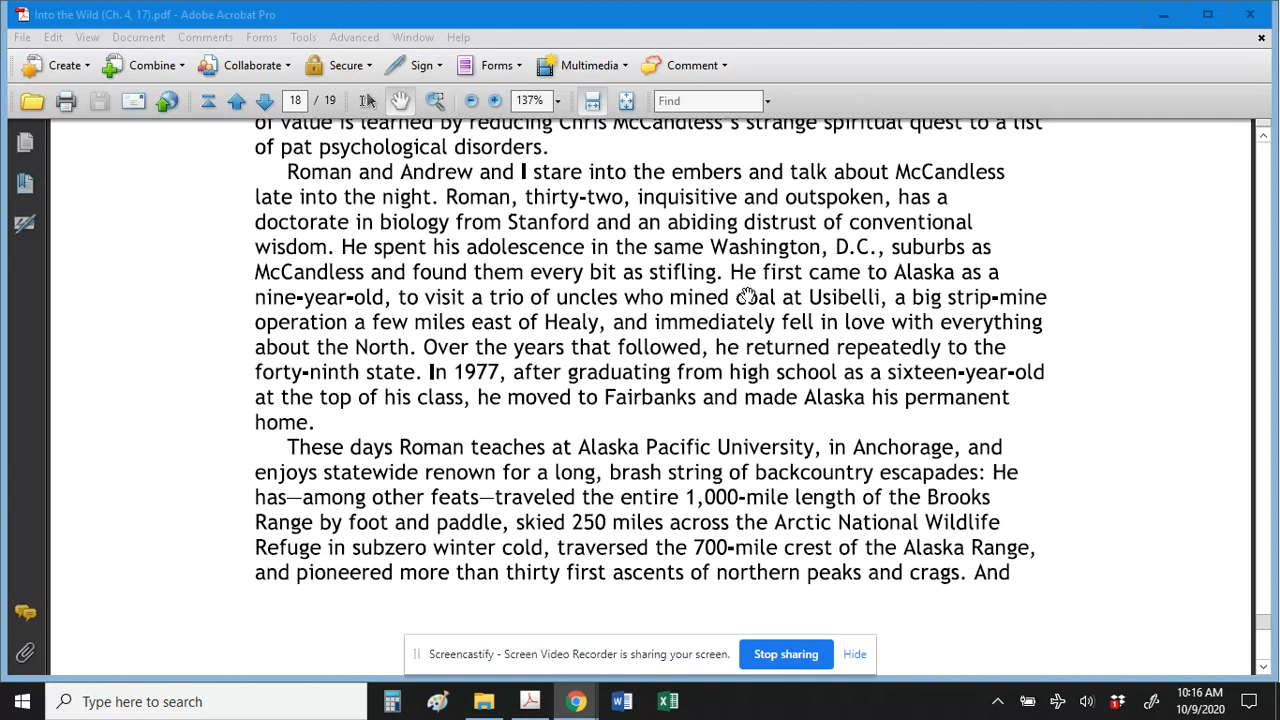 Into the Wild (Ch. 4, 17).pdf - Adobe Acrobat Pro
File Edit View Document Comments Forms Tools Advanced Window Help
Create Combine Collaborate Secure Sign Forms Multimedia Comment
18 / 19 137% Find
of value is learned by reducing Chris McCandless's strange spiritual quest to a list
of pat psychological disorders.
Roman and Andrew and I stare into the embers and talk about McCandless
late into the night. Roman, thirty-two, inquisitive and outspoken, has a
doctorate in biology from Stanford and an abiding distrust of conventional
wisdom. He spent his adolescence in the same Washington, D.C., suburbs as
McCandless and found them every bit as stifling. He first came to Alaska as a
nine-year-old, to visit a trio of uncles who mined coal at Usibelli, a big strip-mine
operation a few miles east of Healy, and immediately fell in love with everything
about the North. Over the years that followed, he returned repeatedly to the
forty-ninth state. In 1977, after graduating from high school as a sixteen-year-old
at the top of his class, he moved to Fairbanks and made Alaska his permanent
home.
These days Roman teaches at Alaska Pacific University, in Anchorage, and
enjoys statewide renown for a long, brash string of backcountry escapades: He
has—among other feats—traveled the entire 1,000-mile length of the Brooks
Range by foot and paddle, skied 250 miles across the Arctic National Wildlife
Refuge in subzero winter cold, traversed the 700-mile crest of the Alaska Range,
and pioneered more than thirty first ascents of northern peaks and crags. And
Screencastify - Screen Video Recorder is sharing your screen. Stop sharing Hide
Type here to search
10:16 AM
10/9/2020